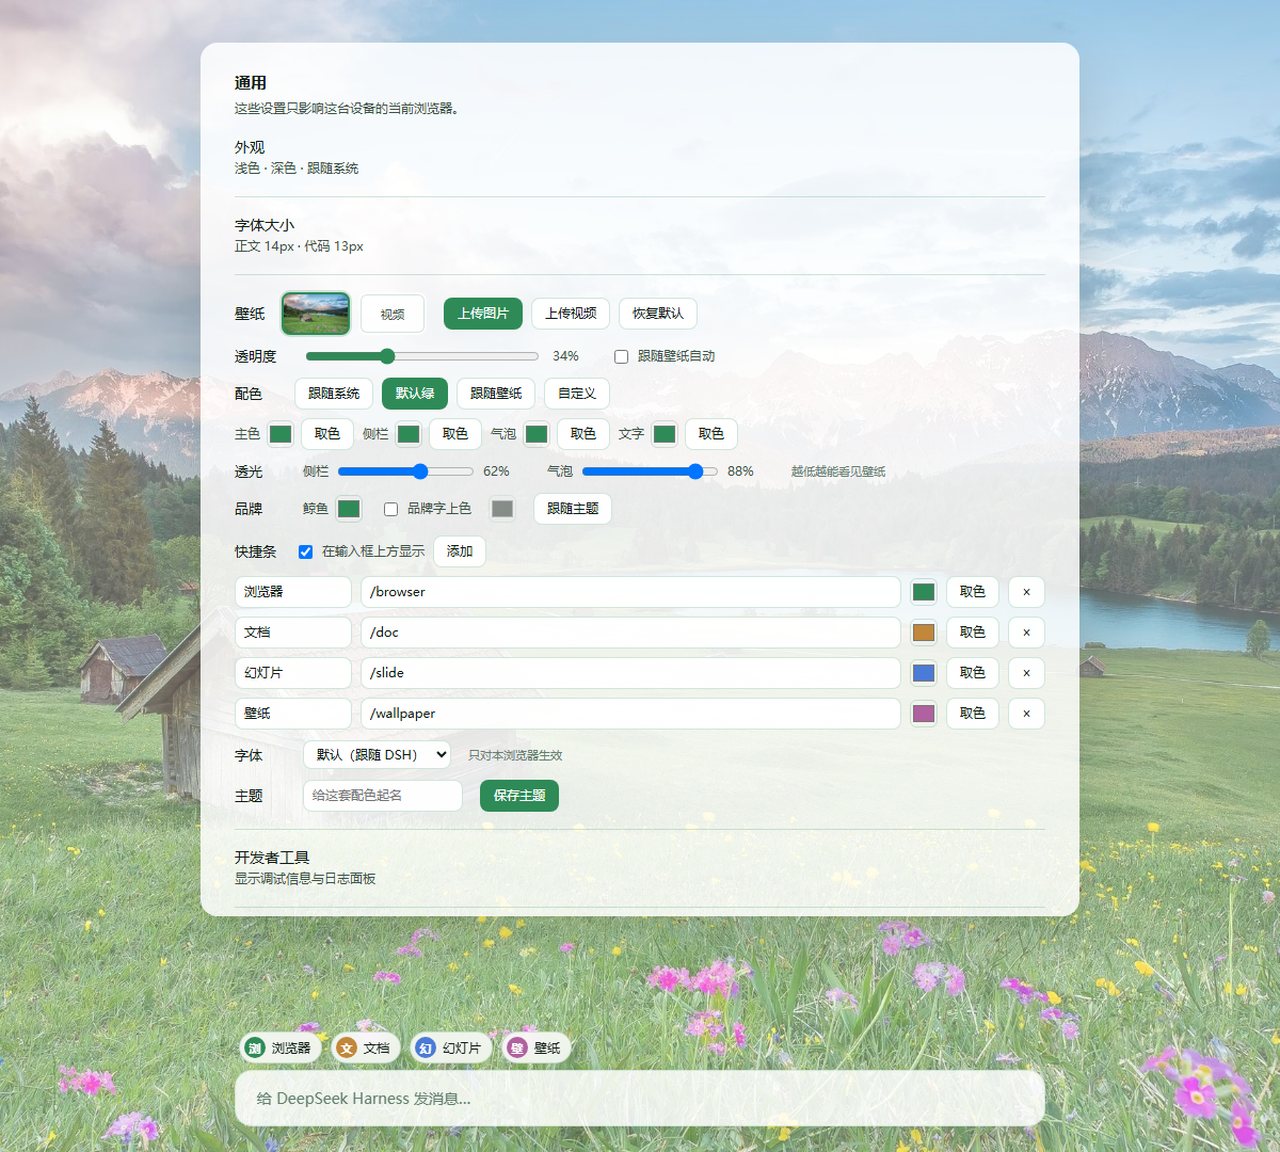 通用
这些设置只影响这台设备的当前浏览器。
外观
浅色 · 深色 · 跟随系统
字体大小
正文 14px · 代码 13px
壁纸 视频 上传图片 上传视频 恢复默认
透明度 34% 跟随壁纸自动
配色 跟随系统 默认绿 跟随壁纸 自定义
主色 取色 侧栏 取色 气泡 取色 文字 取色
透光 侧栏 62% 气泡 88% 越低越能看见壁纸
品牌 鲸鱼 品牌字上色 跟随主题
快捷条 在输入框上方显示 添加
浏览器 /browser 取色 ×
文档 /doc 取色 ×
幻灯片 /slide 取色 ×
壁纸 /wallpaper 取色 ×
字体 默认（跟随 DSH） 只对本浏览器生效
主题 给这套配色起名 保存主题
开发者工具
显示调试信息与日志面板
浏 浏览器 文 文档 幻 幻灯片 壁 壁纸
给 DeepSeek Harness 发消息...